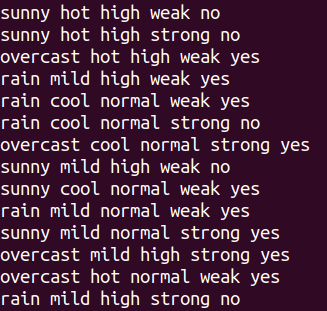 sunny hot high weak no
sunny hot high strong no
overcast hot high weak yes
rain mild high weak yes
rain cool normal weak yes
rain cool normal strong no
overcast cool normal strong yes
sunny mild high weak no
sunny cool normal weak yes
rain mild normal weak yes
sunny mild normal strong yes
overcast mild high strong yes
overcast hot normal weak yes
rain mild high strong no